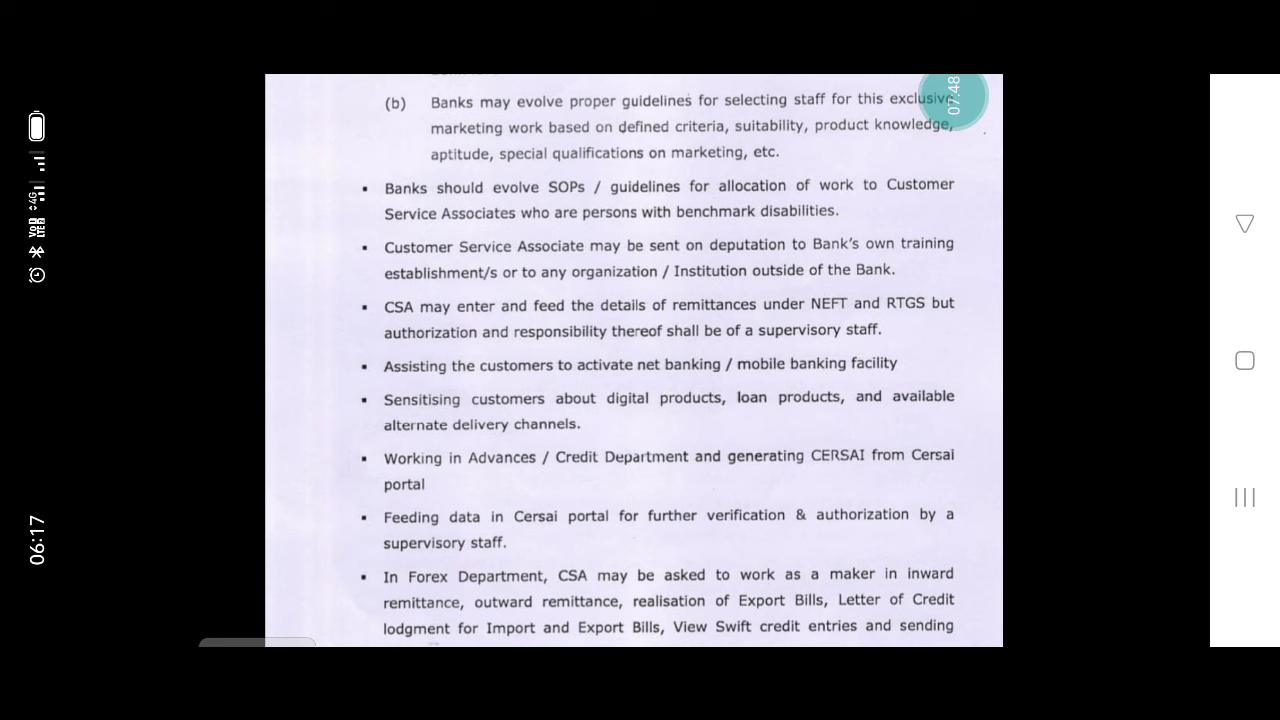 (b) Banks may evolve proper guidelines for selecting staff for this exclusive
marketing work based on defined criteria, suitability, product knowledge,
aptitude, special qualifications on marketing, etc.
▪ Banks should evolve SOPs / guidelines for allocation of work to Customer
Service Associates who are persons with benchmark disabilities.
▪ Customer Service Associate may be sent on deputation to Bank's own training
establishment/s or to any organization / Institution outside of the Bank.
▪ CSA may enter and feed the details of remittances under NEFT and RTGS but
authorization and responsibility thereof shall be of a supervisory staff.
▪ Assisting the customers to activate net banking / mobile banking facility
▪ Sensitising customers about digital products, loan products, and available
alternate delivery channels.
▪ Working in Advances / Credit Department and generating CERSAI from Cersai
portal
▪ Feeding data in Cersai portal for further verification & authorization by a
supervisory staff.
▪ In Forex Department, CSA may be asked to work as a maker in inward
remittance, outward remittance, realisation of Export Bills, Letter of Credit
lodgment for Import and Export Bills, View Swift credit entries and sending
07:48
06:17
VoD LTE2
4G